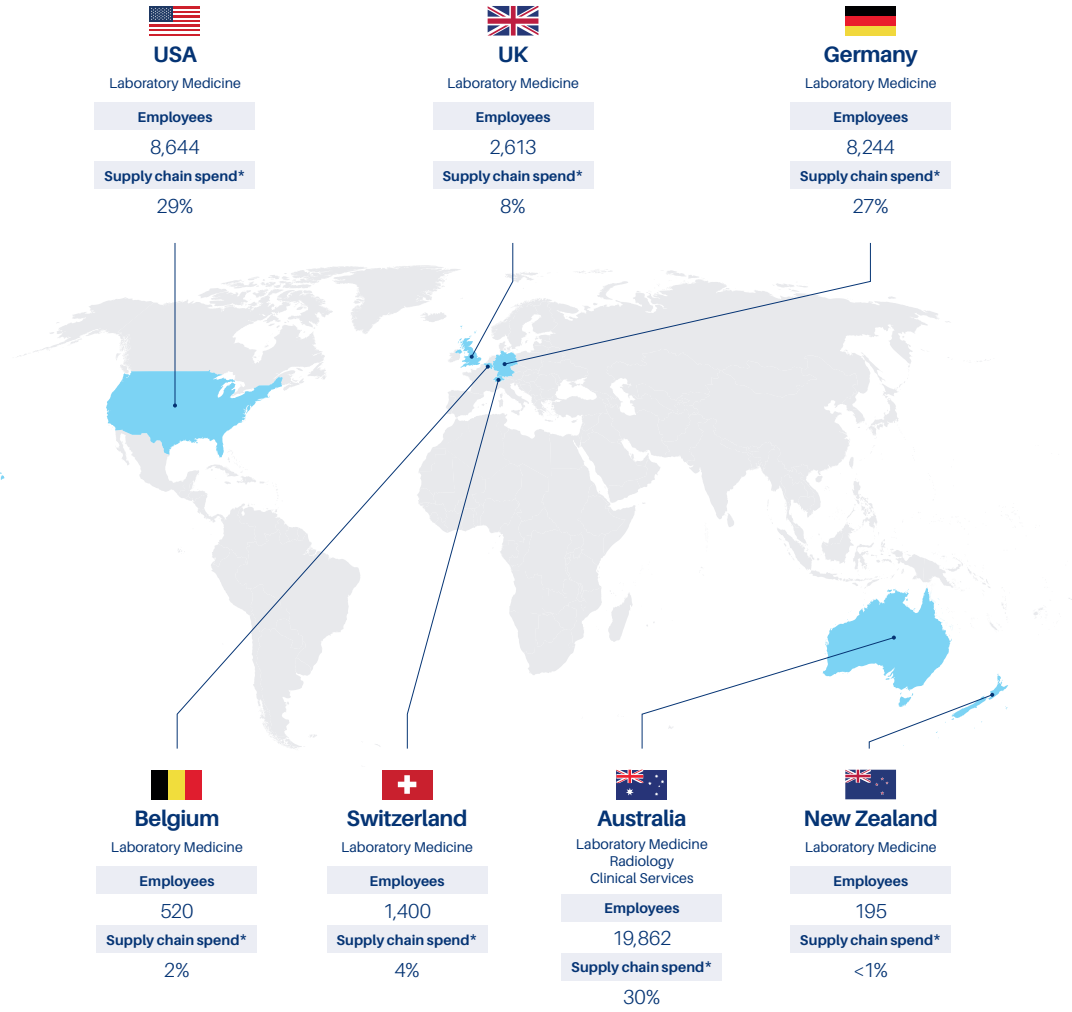 USA
Laboratory Medicine
Employees
8,644
Supply chain spend*
29%
UK
Laboratory Medicine
Employees
2,613
Supply chain spend*
8%
Germany
Laboratory Medicine
Employees
8,244
Supply chain spend*
27%
Belgium
Laboratory Medicine
Employees
520
Supply chain spend*
2%
Switzerland
Laboratory Medicine
Employees
1,400
Supply chain spend*
4%
Australia
Laboratory Medicine
Radiology
Clinical Services
Employees
19,862
Supply chain spend*
30%
New Zealand
Laboratory Medicine
Employees
195
Supply chain spend*
<1%